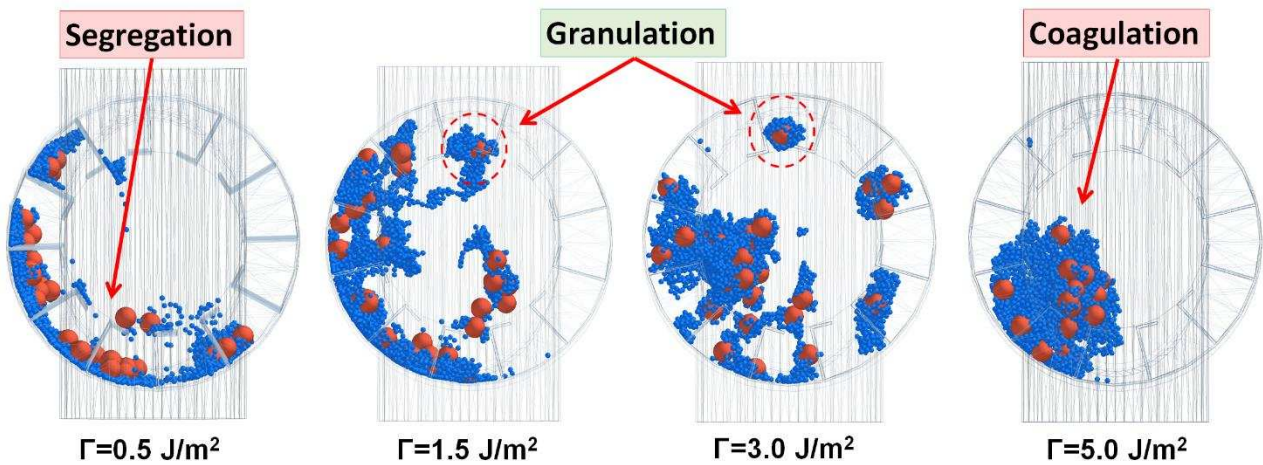 Segregation
Granulation
Coagulation
Γ=0.5 J/m²
Γ=1.5 J/m²
Γ=3.0 J/m²
Γ=5.0 J/m²